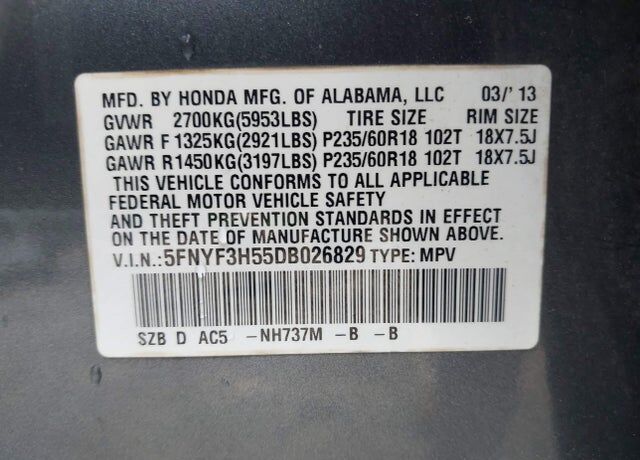 MFD. BY HONDA MFG. OF ALABAMA, LLC 03/'13
GVWR 2700KG(5953LBS) TIRE SIZE RIM SIZE
GAWR F 1325KG(2921LBS) P235/60R18 102T 18X7.5J
GAWR R1450KG(3197LBS) P235/60R18 102T 18X7.5J
THIS VEHICLE CONFORMS TO ALL APPLICABLE
FEDERAL MOTOR VEHICLE SAFETY
AND THEFT PREVENTION STANDARDS IN EFFECT
ON THE DATE OF MANUFACTURE SHOWN ABOVE.
V.I.N.:5FNYF3H55DB026829 TYPE: MPV
SZB D AC5 -NH737M -B -B